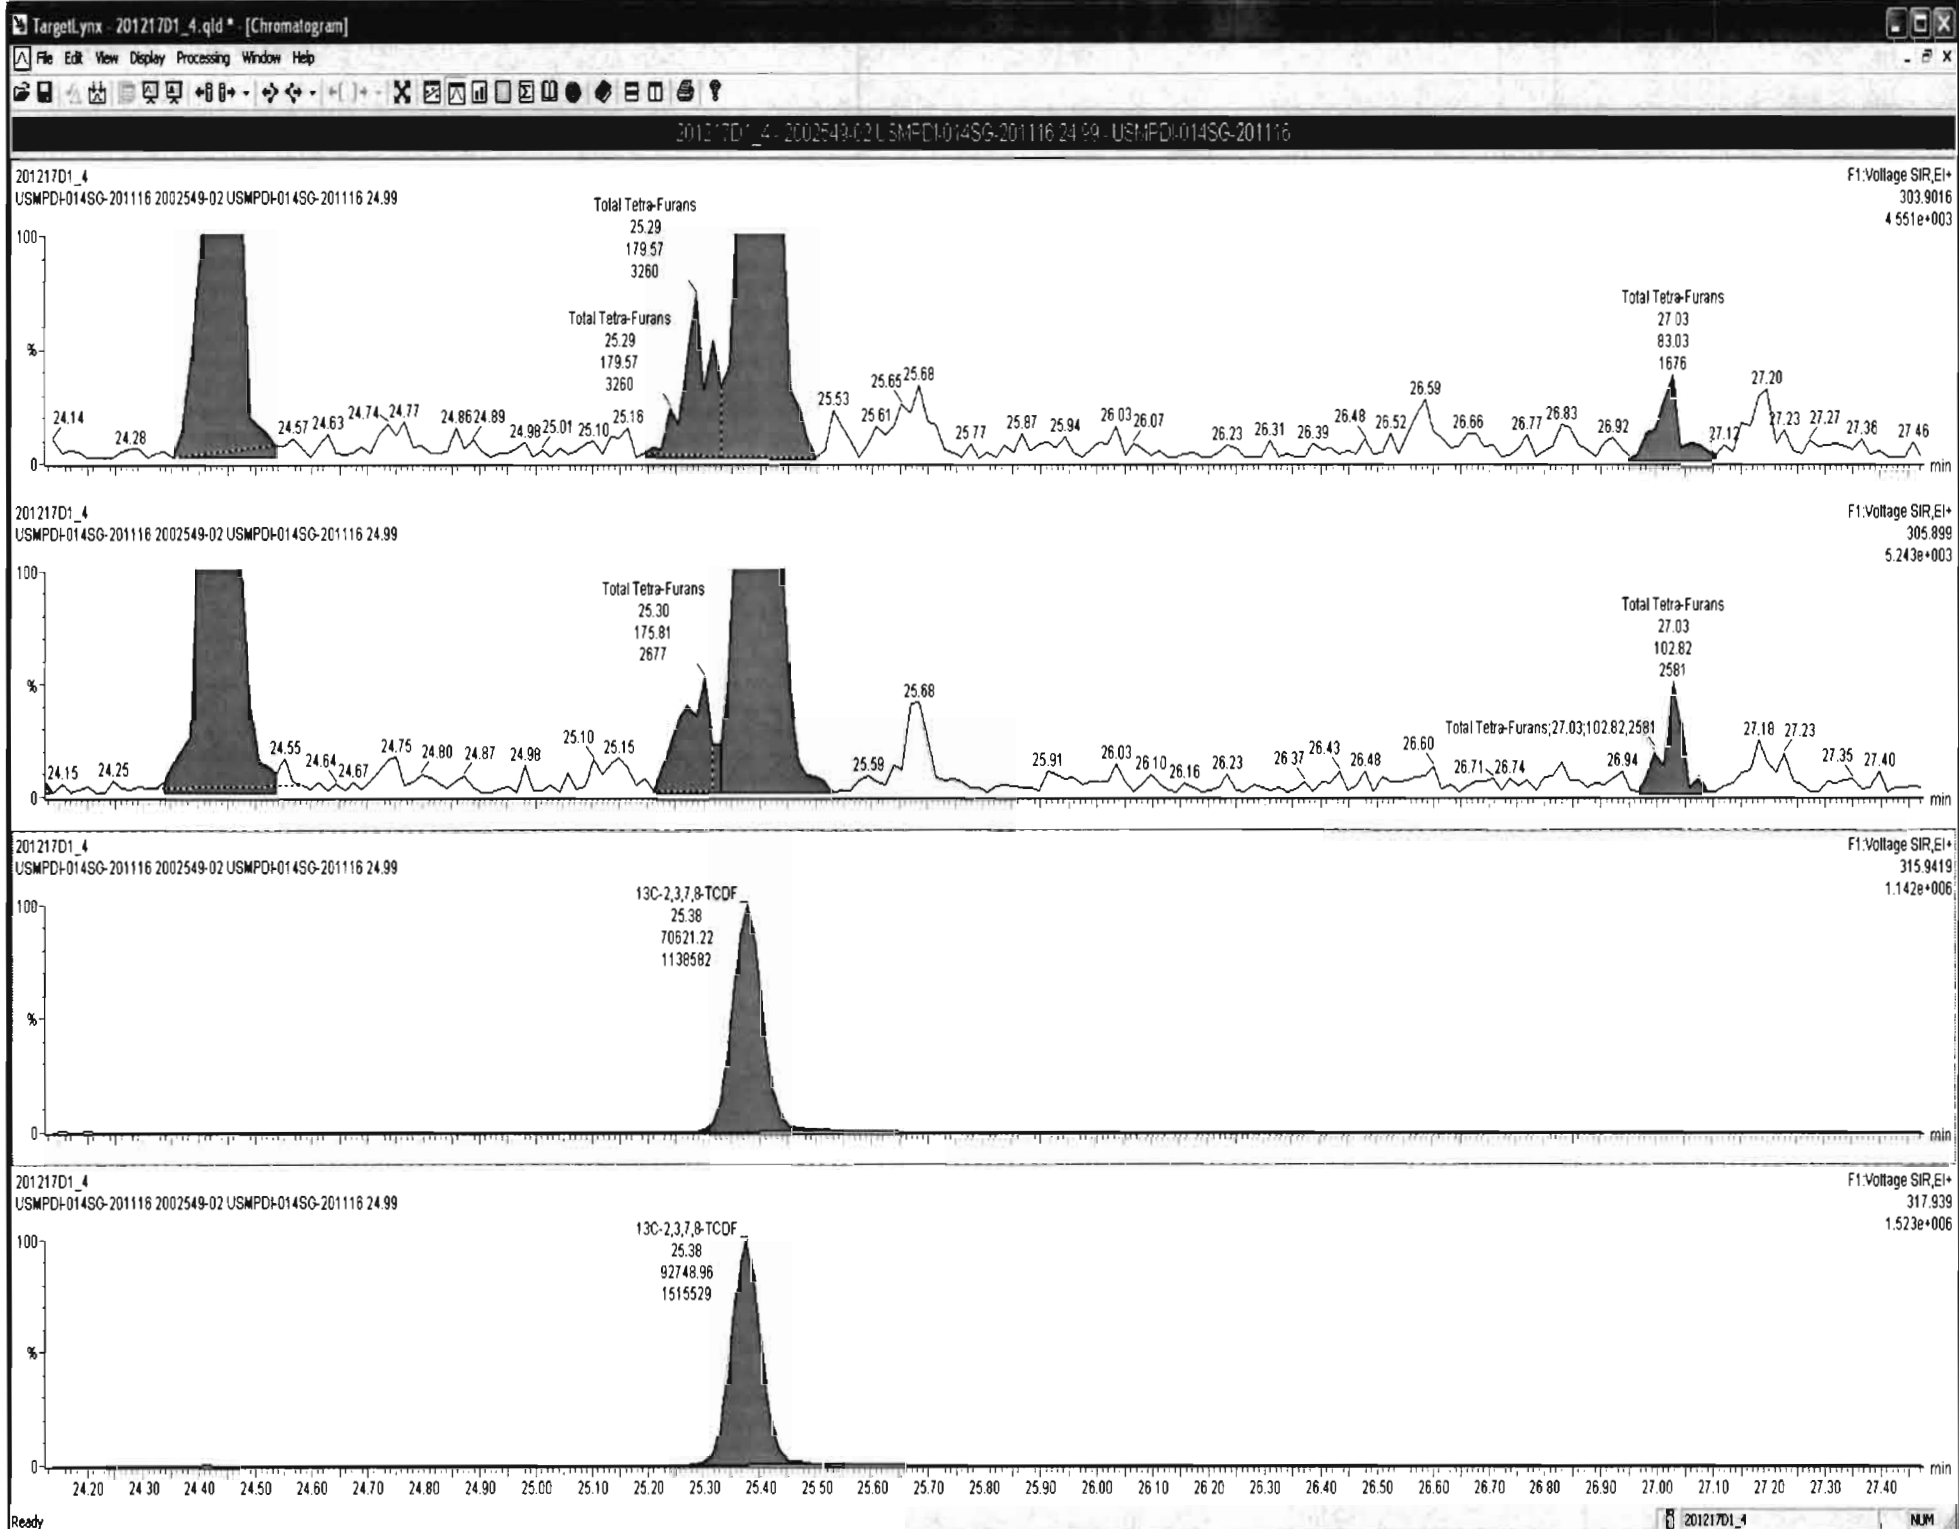 TargetLynx - 201217D1_4.qld * - [Chromatogram]
File Edit View Display Processing Window Help
201217D1_4 - 2002549-02 USMPDI-014SG-201116 24.99 - USMPDI-014SG-201116
201217D1_4
USMPDI-014SG-201116 2002549-02 USMPDI-014SG-201116 24.99
F1:Voltage SIR,EI+
303.9016
4.551e+003
Total Tetra-Furans
25.29
179.57
3260
Total Tetra-Furans
25.29
179.57
3260
Total Tetra-Furans
27.03
83.03
1676
100
%
0
24.14 24.28 24.57 24.63 24.74 24.77 24.86 24.89 24.98 25.01 25.10 25.16 25.53 25.61 25.65 25.68 25.77 25.87 25.94 26.03 26.07 26.23 26.31 26.39 26.48 26.52 26.59 26.66 26.77 26.83 26.92 27.12 27.20 27.23 27.27 27.36 27.46
min
201217D1_4
USMPDI-014SG-201116 2002549-02 USMPDI-014SG-201116 24.99
F1:Voltage SIR,EI+
305.899
5.243e+003
Total Tetra-Furans
25.30
175.81
2677
Total Tetra-Furans
27.03
102.82
2581
Total Tetra-Furans;27.03;102.82;2581
100
%
0
24.15 24.25 24.55 24.64 24.67 24.75 24.80 24.87 24.98 25.10 25.15 25.58 25.68 25.91 26.03 26.10 26.16 26.23 26.37 26.43 26.48 26.60 26.71 26.74 26.94 27.18 27.23 27.35 27.40
min
201217D1_4
USMPDI-014SG-201116 2002549-02 USMPDI-014SG-201116 24.99
F1:Voltage SIR,EI+
315.9419
1.142e+006
13C-2,3,7,8-TCDF
25.38
70621.22
1138582
100
%
0
min
201217D1_4
USMPDI-014SG-201116 2002549-02 USMPDI-014SG-201116 24.99
F1:Voltage SIR,EI+
317.939
1.523e+006
13C-2,3,7,8-TCDF
25.38
92748.96
1515529
100
%
0
min
24.20 24.30 24.40 24.50 24.60 24.70 24.80 24.90 25.00 25.10 25.20 25.30 25.40 25.50 25.60 25.70 25.80 25.90 26.00 26.10 26.20 26.30 26.40 26.50 26.60 26.70 26.80 26.90 27.00 27.10 27.20 27.30 27.40
Ready
201217D1_4 NUM